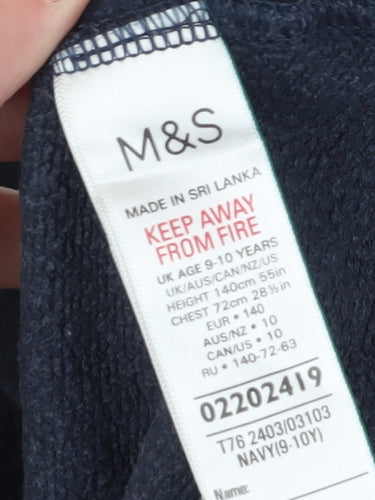 M&S
MADE IN SRI LANKA
KEEP AWAY
FROM FIRE
UK AGE 9-10 YEARS
UK/AUS/CAN/NZ/US
HEIGHT 140cm 55in
CHEST 72cm 28½in
EUR • 140
AUS/NZ • 10
CAN/US • 10
RU • 140-72-63
02202419
T76 2403/03103
NAVY(9-10Y)
Name: